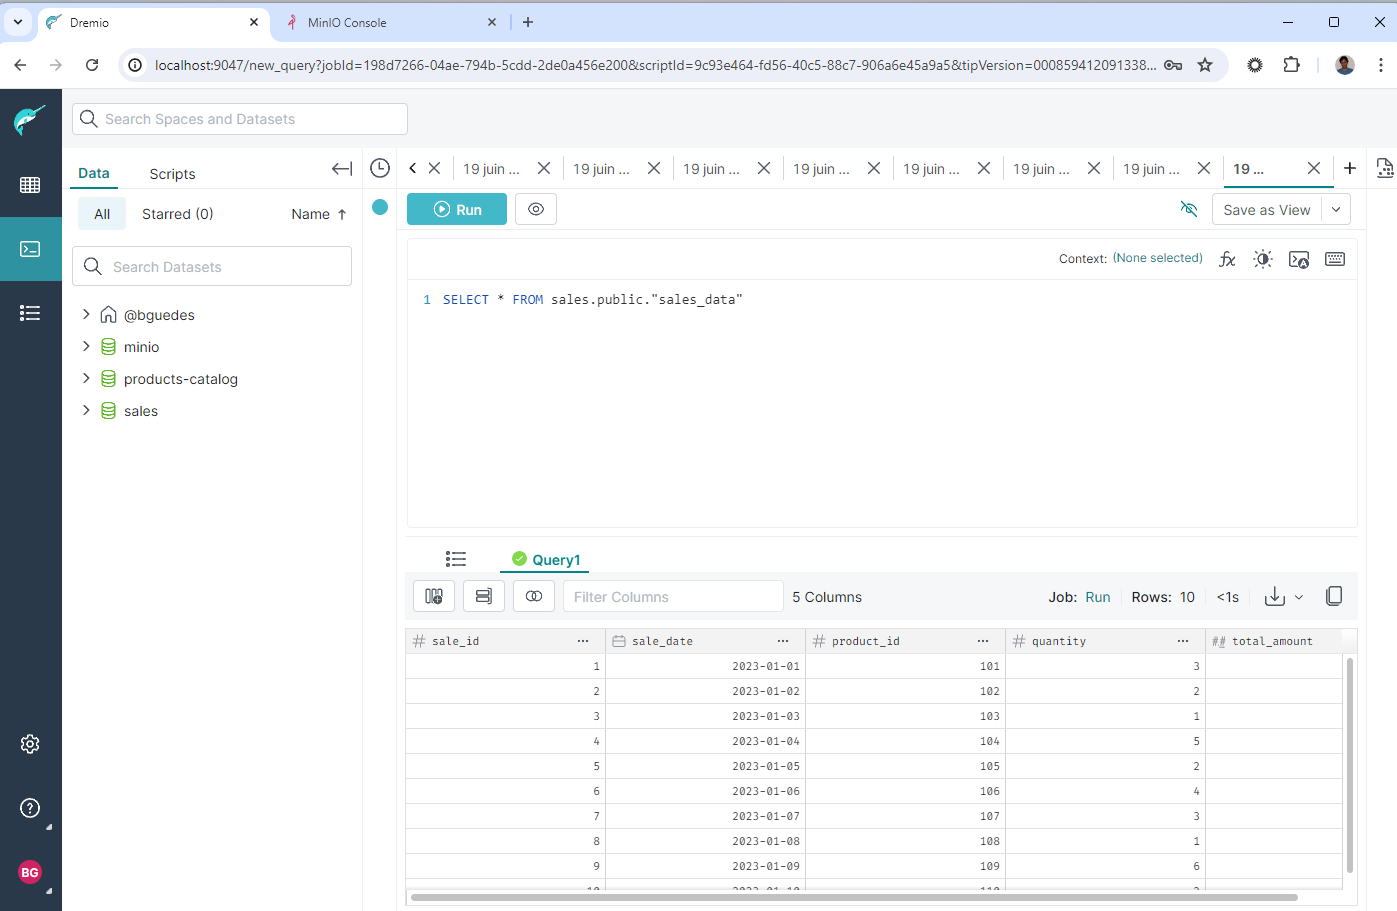 Dremio
MinIO Console
localhost:9047/new_query?jobId=198d7266-04ae-794b-5cdd-2de0a456e200&scriptId=9c93e464-fd56-40c5-88c7-906a6e45a9a5&tipVersion=000859412091338...
Search Spaces and Datasets
Data Scripts
19 juin ... 19 juin ... 19 juin ... 19 juin ... 19 juin ... 19 juin ... 19 juin ... 19 ...
All Starred (0) Name
Run Save as View
Search Datasets
Context: (None selected)
fx
1 SELECT * FROM sales.public."sales_data"
@bguedes
minio
products-catalog
sales
Query1
Filter Columns 5 Columns Job: Run Rows: 10 <1s
# sale_id ... sale_date ... # product_id ... # quantity ... ## total_amount
1 2023-01-01 101 3
2 2023-01-02 102 2
3 2023-01-03 103 1
4 2023-01-04 104 5
5 2023-01-05 105 2
6 2023-01-06 106 4
7 2023-01-07 107 3
8 2023-01-08 108 1
9 2023-01-09 109 6
10 2023-01-10 110
BG